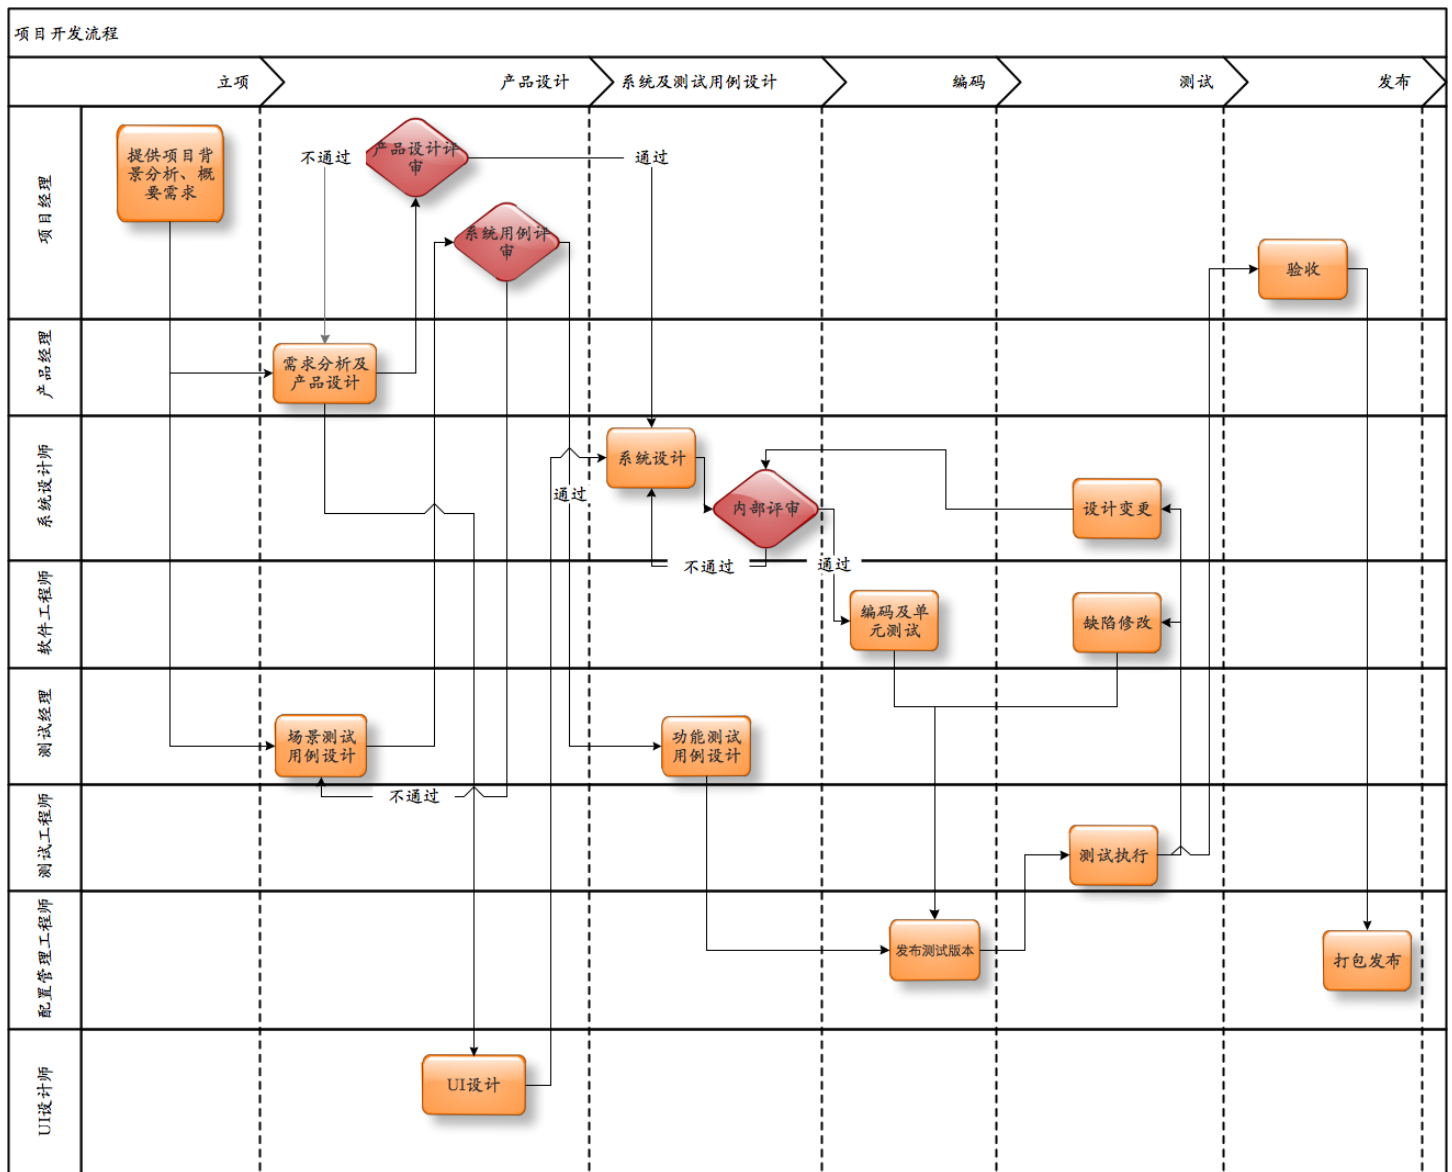 项目开发流程
立项
产品设计
系统及测试用例设计
编码
测试
发布
项目经理
提供项目背
景分析、概
要需求
不通过
产品设计评
审
通过
系统用例评
审
验收
产品经理
需求分析及
产品设计
系统设计师
系统设计
通过
内部评审
设计变更
不通过
通过
软件工程师
编码及单
元测试
缺陷修改
测试经理
场景测试
用例设计
功能测试
用例设计
不通过
测试工程师
测试执行
配置管理工程师
发布测试版本
打包发布
UI设计师
UI设计